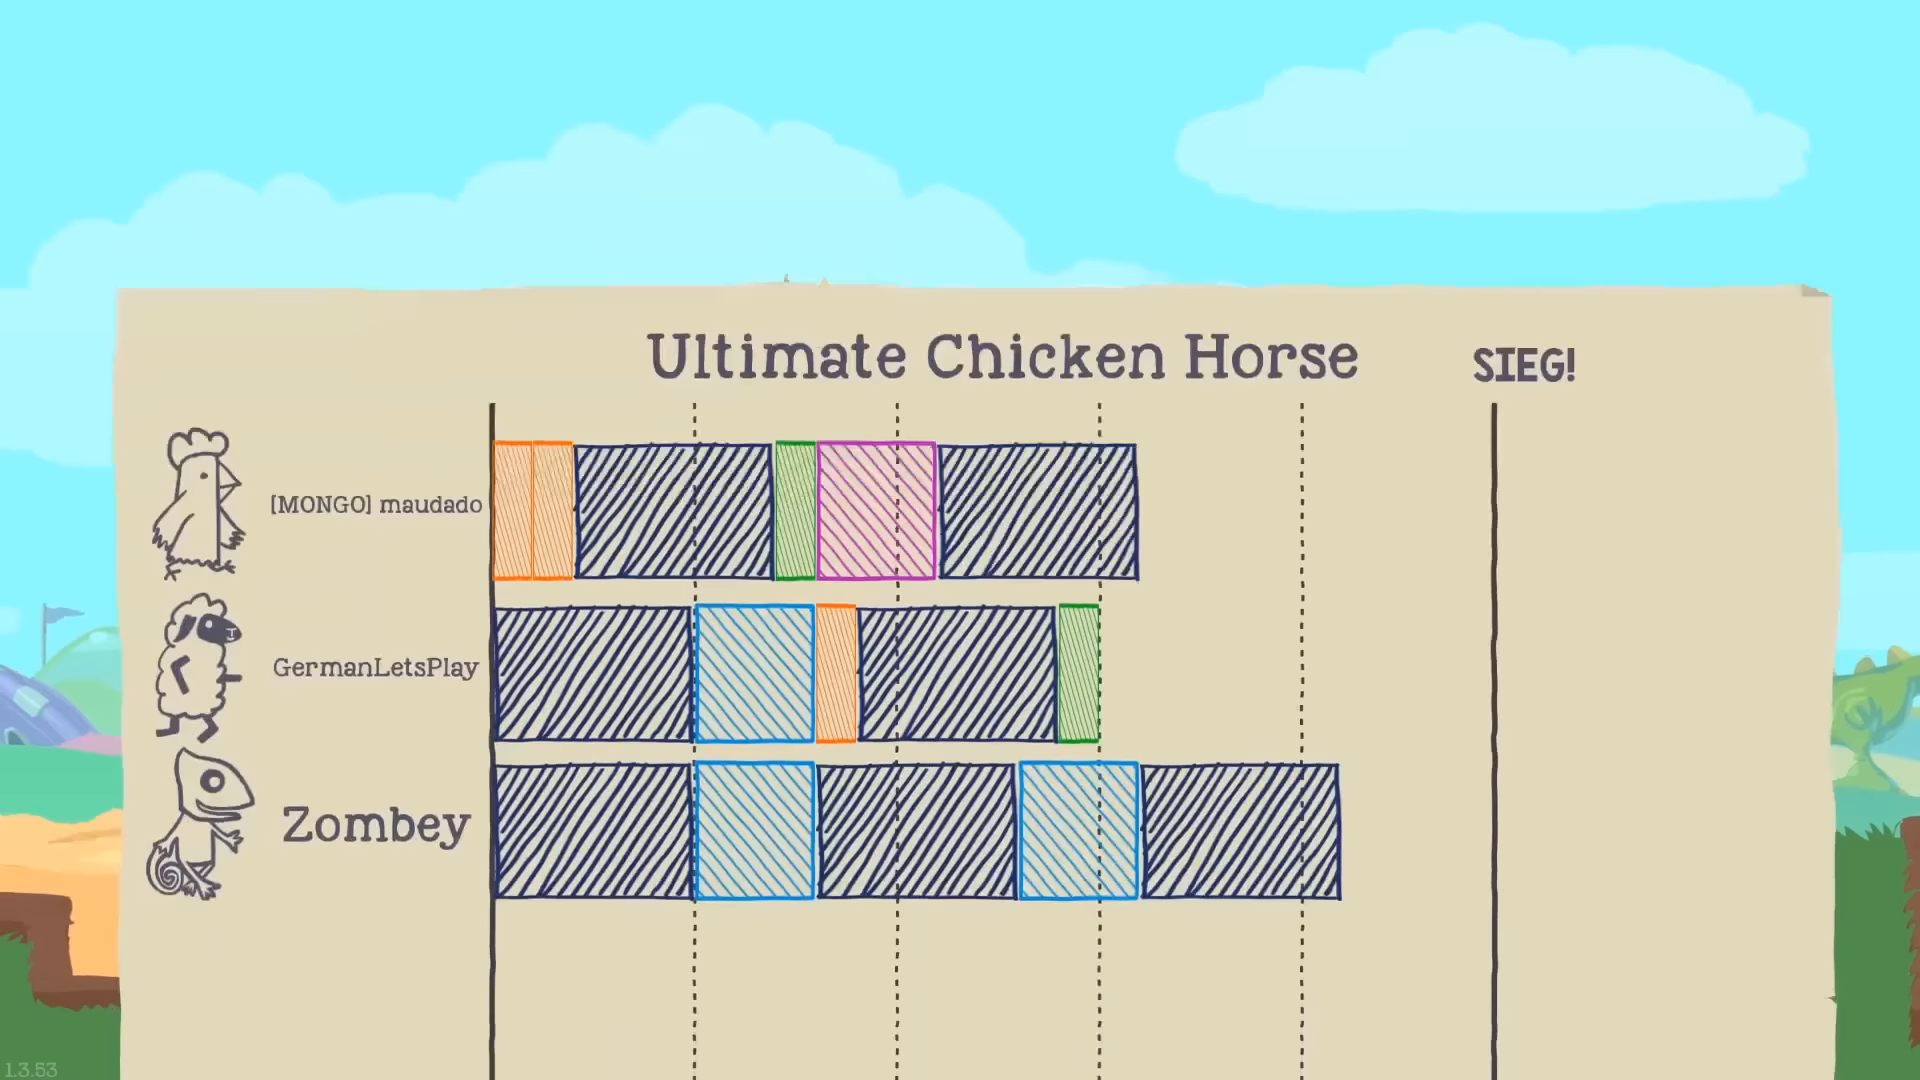 Ultimate Chicken Horse
SIEG!
[MONGO] maudado
GermanLetsPlay
Zombey
1.3.53